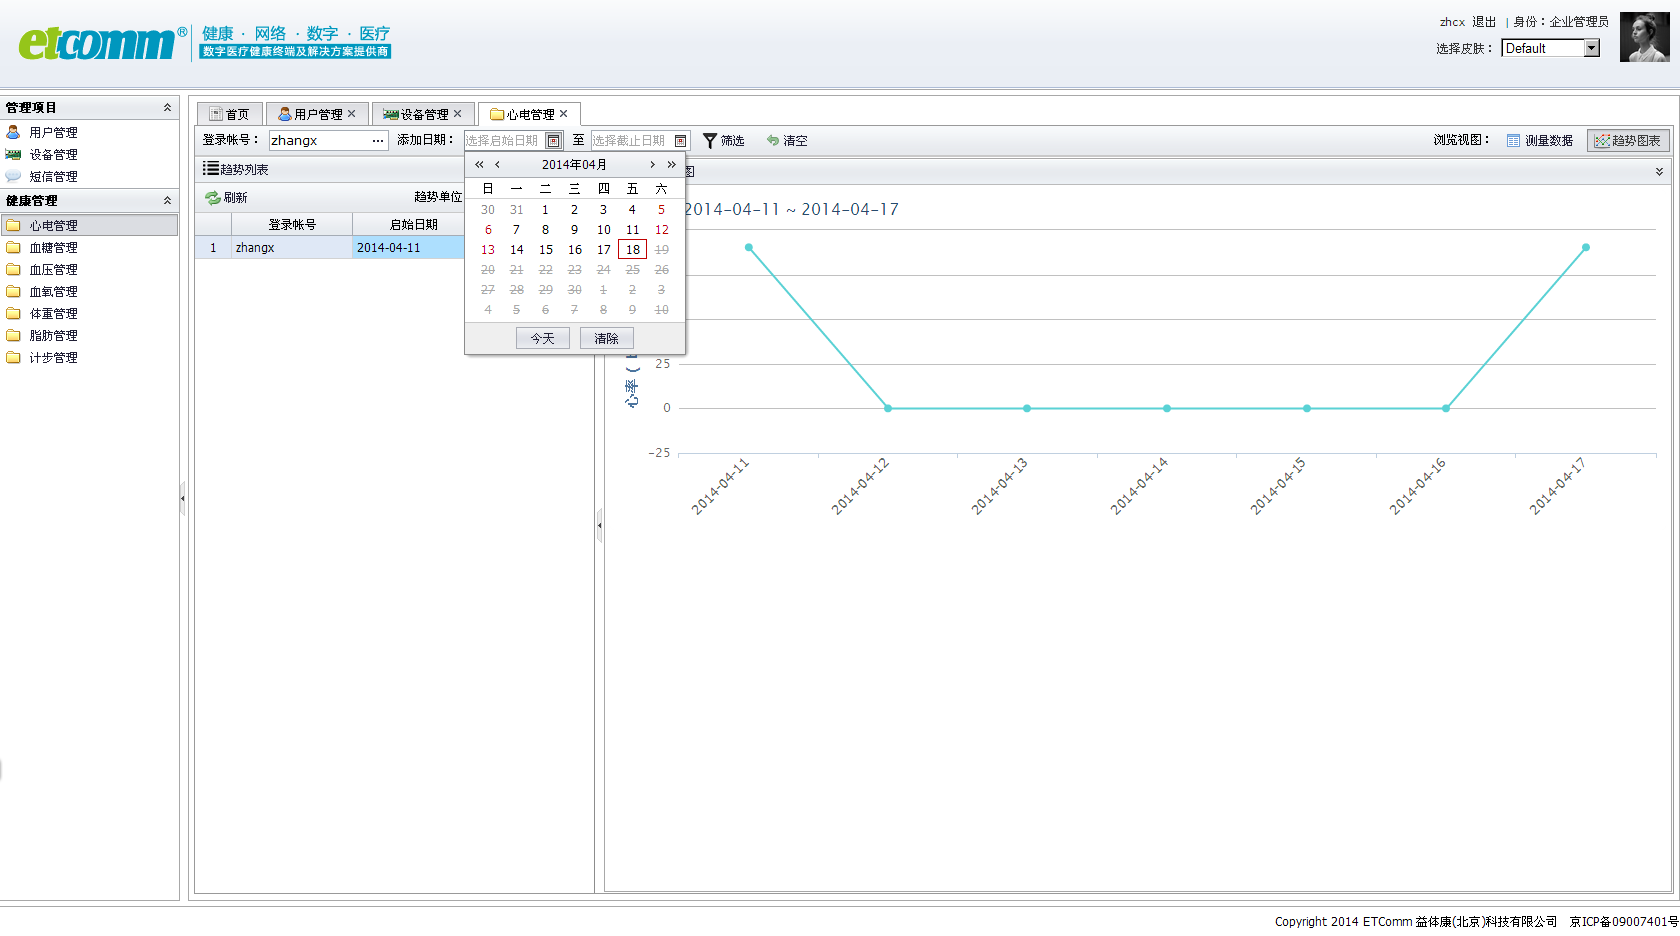 etcomm®
健康 · 网络 · 数字 · 医疗
数字医疗健康终端及解决方案提供商
zhcx 退出 | 身份：企业管理员
选择皮肤： Default
管理项目
用户管理
设备管理
短信管理
健康管理
心电管理
血糖管理
血压管理
血氧管理
体重管理
脂肪管理
计步管理
首页 用户管理 设备管理 心电管理
登录帐号： zhangx ... 添加日期： 选择启始日期 至 选择截止日期 筛选 清空
浏览视图： 测量数据 趋势图表
趋势列表
刷新 趋势单位
登录帐号 启始日期
1 zhangx 2014-04-11
« ‹ 2014年04月 › »
日 一 二 三 四 五 六
30 31 1 2 3 4 5
6 7 8 9 10 11 12
13 14 15 16 17 18 19
20 21 22 23 24 25 26
27 28 29 30 1 2 3
4 5 6 7 8 9 10
今天 清除
图
2014-04-11 ~ 2014-04-17
心率 (
25
0
-25
2014-04-11
2014-04-12
2014-04-13
2014-04-14
2014-04-15
2014-04-16
2014-04-17
Copyright 2014 ETComm 益体康(北京)科技有限公司 京ICP备09007401号